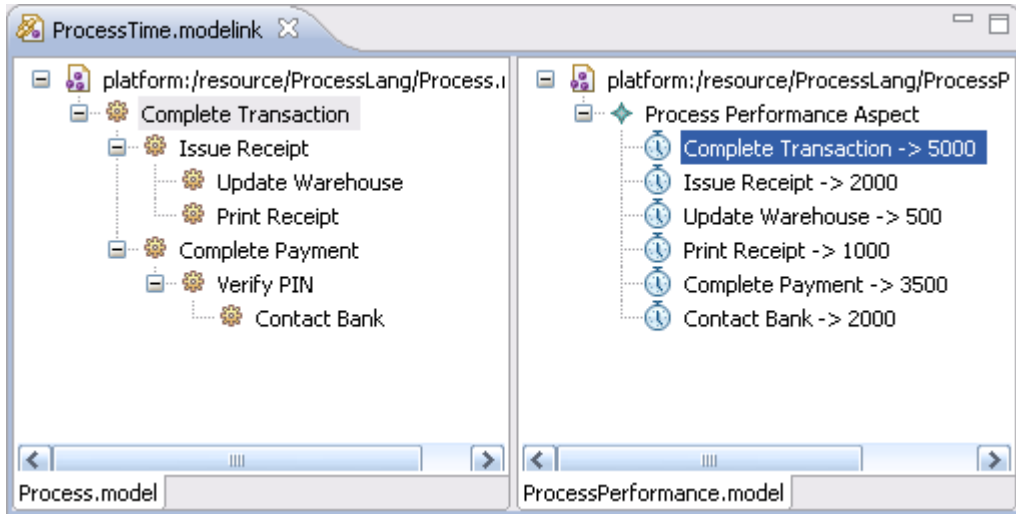 ProcessTime.modelink
platform:/resource/ProcessLang/Process.
Complete Transaction
Issue Receipt
Update Warehouse
Print Receipt
Complete Payment
Verify PIN
Contact Bank
Process.model
platform:/resource/ProcessLang/ProcessP
Process Performance Aspect
Complete Transaction -> 5000
Issue Receipt -> 2000
Update Warehouse -> 500
Print Receipt -> 1000
Complete Payment -> 3500
Contact Bank -> 2000
ProcessPerformance.model